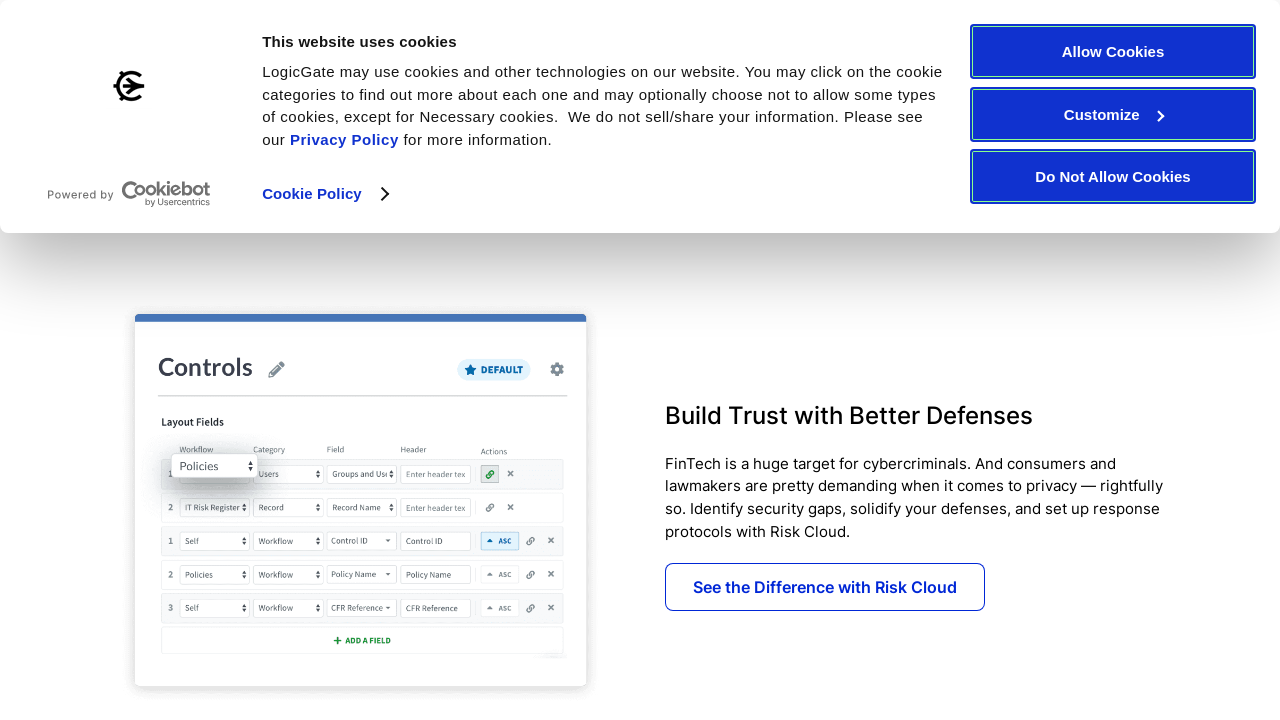 This website uses cookies
LogicGate may use cookies and other technologies on our website. You may click on the cookie
categories to find out more about each one and may optionally choose not to allow some types
of cookies, except for Necessary cookies.  We do not sell/share your information. Please see
our Privacy Policy for more information.
Cookie Policy
Powered by Cookiebot
by Usercentrics
Allow Cookies
Customize
Do Not Allow Cookies
Controls
DEFAULT
Layout Fields
Workflow Category Field Header Actions
Policies
1 Users Groups and Use Enter header tex
2 IT Risk Register Record Record Name Enter header tex
1 Self Workflow Control ID Control ID ASC
2 Policies Workflow Policy Name Policy Name ASC
3 Self Workflow CFR Reference CFR Reference ASC
+ ADD A FIELD
Build Trust with Better Defenses
FinTech is a huge target for cybercriminals. And consumers and
lawmakers are pretty demanding when it comes to privacy — rightfully
so. Identify security gaps, solidify your defenses, and set up response
protocols with Risk Cloud.
See the Difference with Risk Cloud